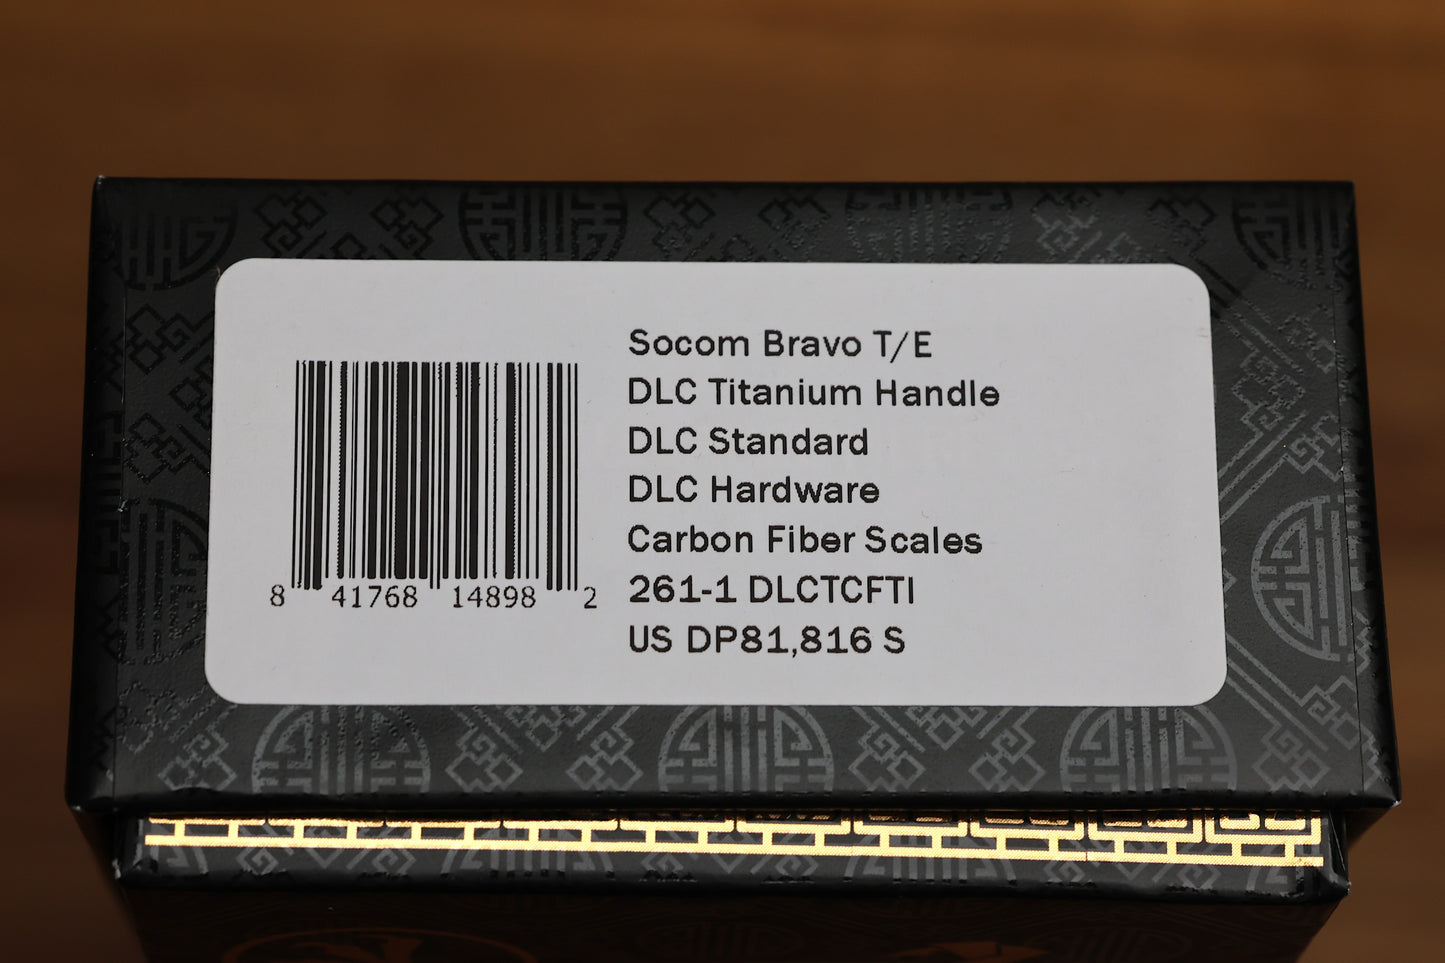 Socom Bravo T/E
DLC Titanium Handle
DLC Standard
DLC Hardware
Carbon Fiber Scales
261-1 DLCTCFTI
US DP81,816 S
8 41768 14898 2